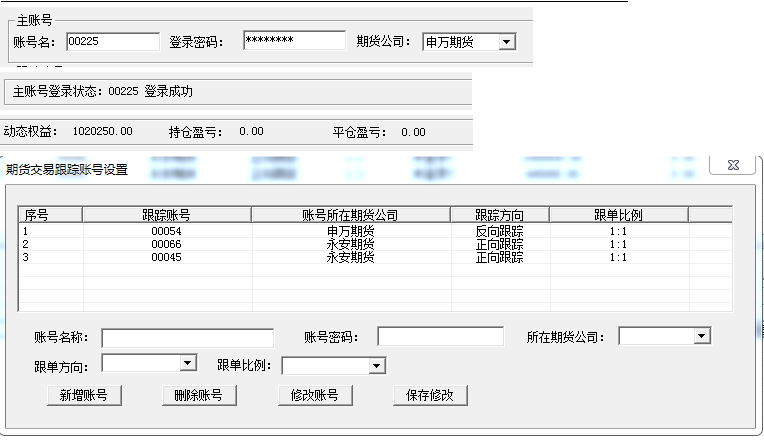 主账号
账号名： 00225 登录密码： ******** 期货公司： 申万期货
主账号登录状态：00225 登录成功
动态权益： 1020250.00 持仓盈亏： 0.00 平仓盈亏： 0.00
期货交易跟踪账号设置
序号 跟踪账号 账号所在期货公司 跟踪方向 跟单比例
1 00054 申万期货 反向跟踪 1:1
2 00066 永安期货 正向跟踪 1:1
3 00045 永安期货 正向跟踪 1:1
账号名称： 账号密码： 所在期货公司：
跟单方向： 跟单比例：
新增账号 删除账号 修改账号 保存修改